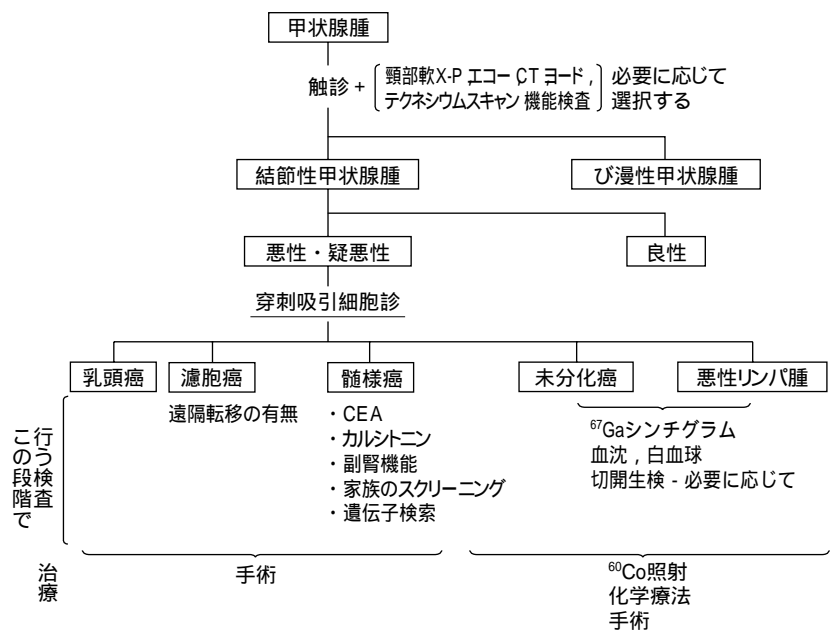 甲状腺腫
触診 + 頸部軟X-P,エコー,CT,ヨード, 必要に応じて
テクネシウムスキャン,機能検査 選択する
結節性甲状腺腫 び漫性甲状腺腫
悪性・疑悪性 良性
穿刺吸引細胞診
乳頭癌 濾胞癌 髄様癌 未分化癌 悪性リンパ腫
この段階で
行う検査
遠隔転移の有無
・CEA
・カルシトニン
・副腎機能
・家族のスクリーニング
・遺伝子検索
67Gaシンチグラム
血沈,白血球
切開生検 - 必要に応じて
治療
手術
60Co照射
化学療法
手術